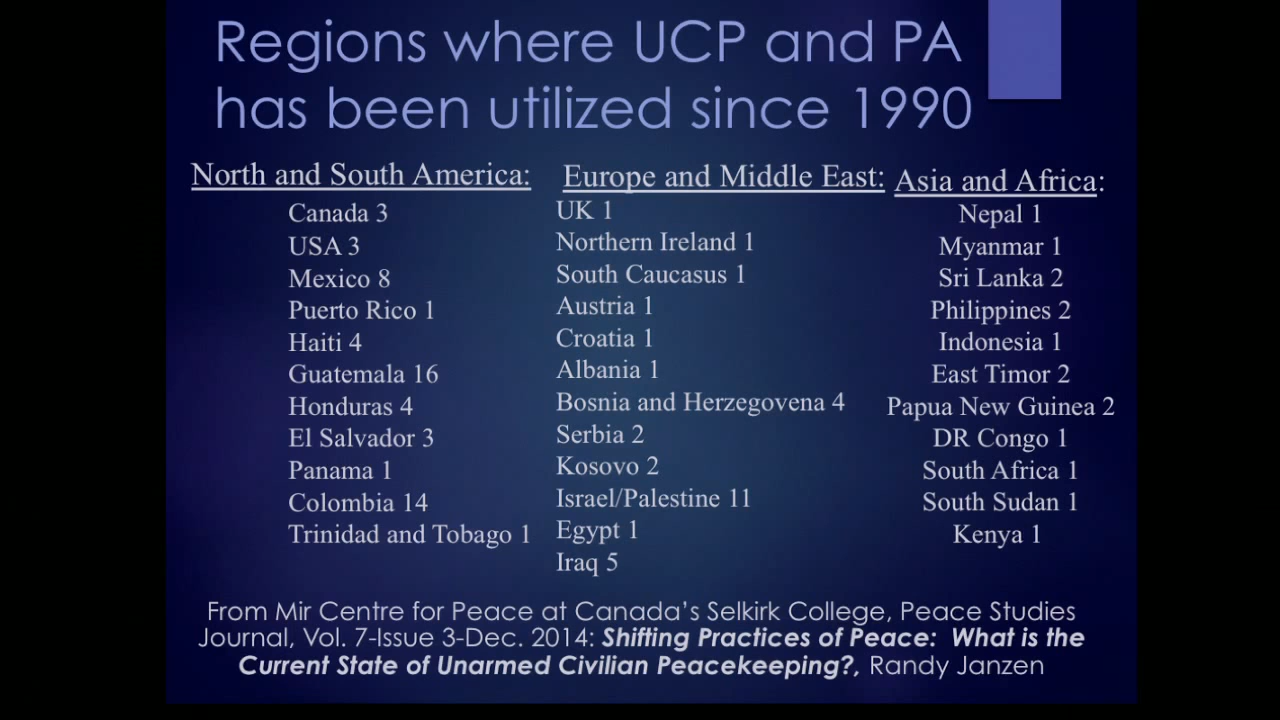 Regions where UCP and PA
has been utilized since 1990
North and South America:
Canada 3
USA 3
Mexico 8
Puerto Rico 1
Haiti 4
Guatemala 16
Honduras 4
El Salvador 3
Panama 1
Colombia 14
Trinidad and Tobago 1
Europe and Middle East:
UK 1
Northern Ireland 1
South Caucasus 1
Austria 1
Croatia 1
Albania 1
Bosnia and Herzegovena 4
Serbia 2
Kosovo 2
Israel/Palestine 11
Egypt 1
Iraq 5
Asia and Africa:
Nepal 1
Myanmar 1
Sri Lanka 2
Philippines 2
Indonesia 1
East Timor 2
Papua New Guinea 2
DR Congo 1
South Africa 1
South Sudan 1
Kenya 1
From Mir Centre for Peace at Canada's Selkirk College, Peace Studies
Journal, Vol. 7-Issue 3-Dec. 2014: Shifting Practices of Peace: What is the
Current State of Unarmed Civilian Peacekeeping?, Randy Janzen